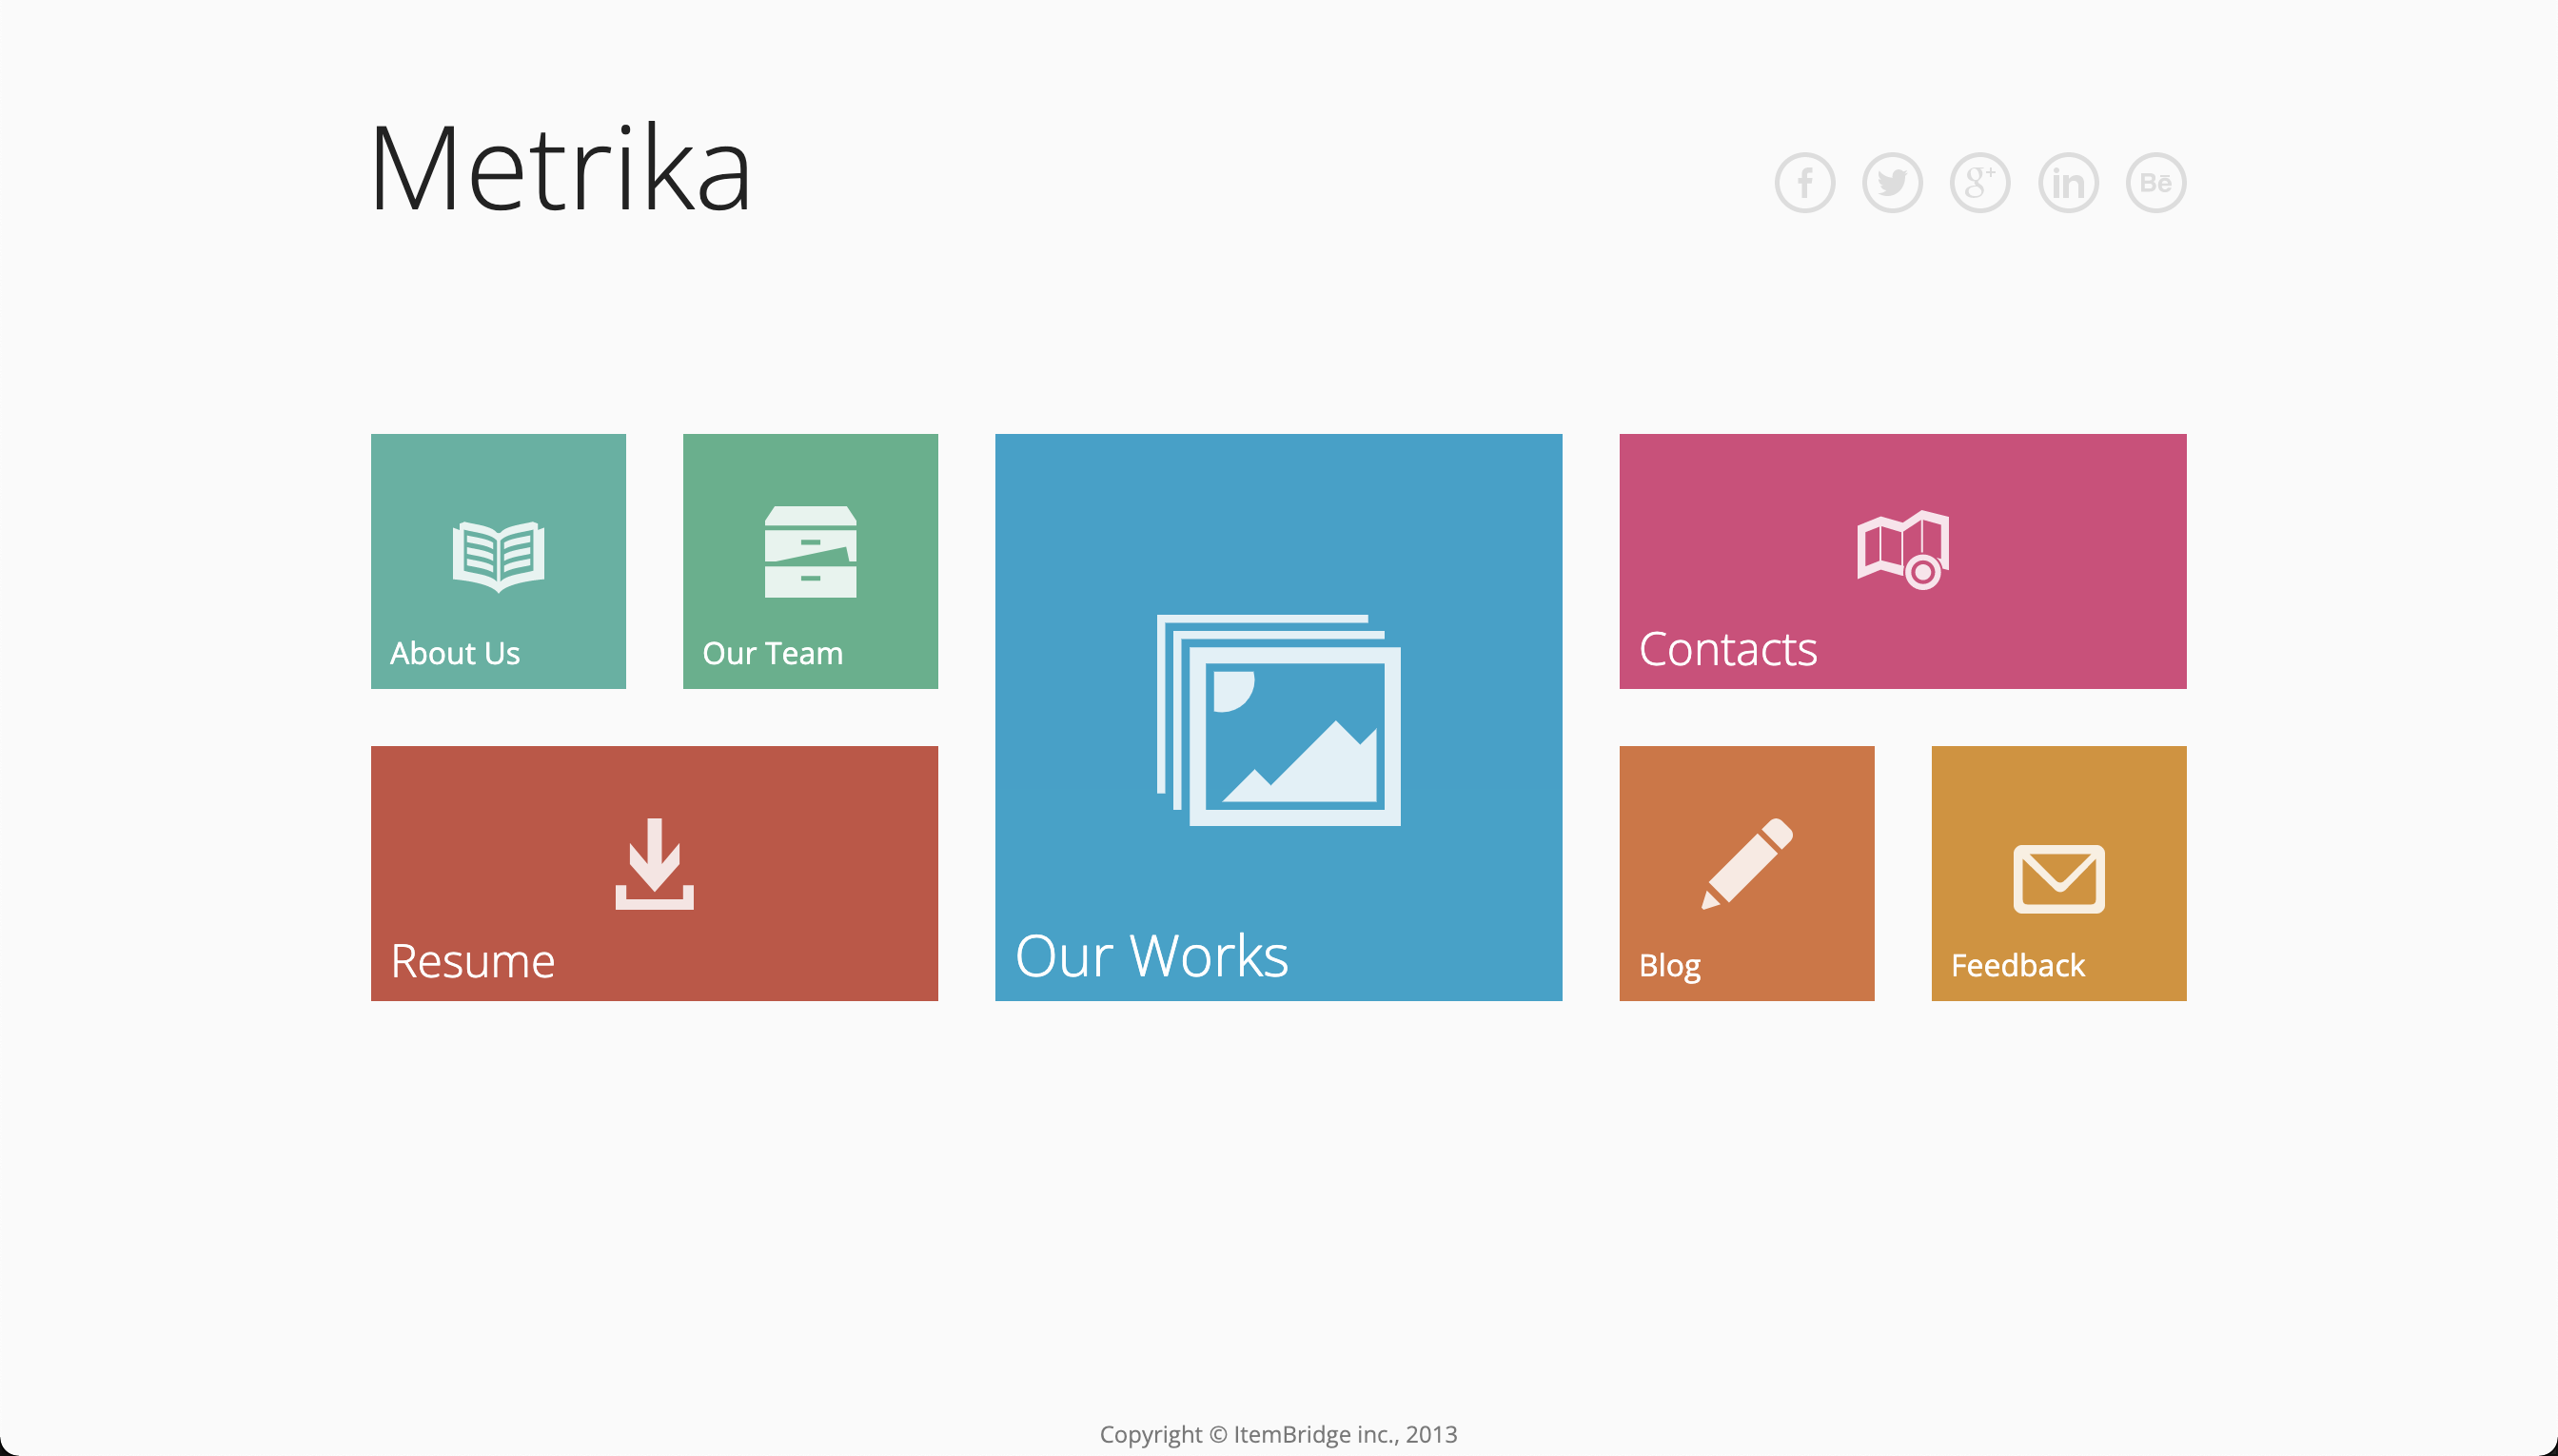 Metrika
f
g+
in
Bē
About Us
Our Team
Contacts
Resume
Our Works
Blog
Feedback
Copyright © ItemBridge inc., 2013